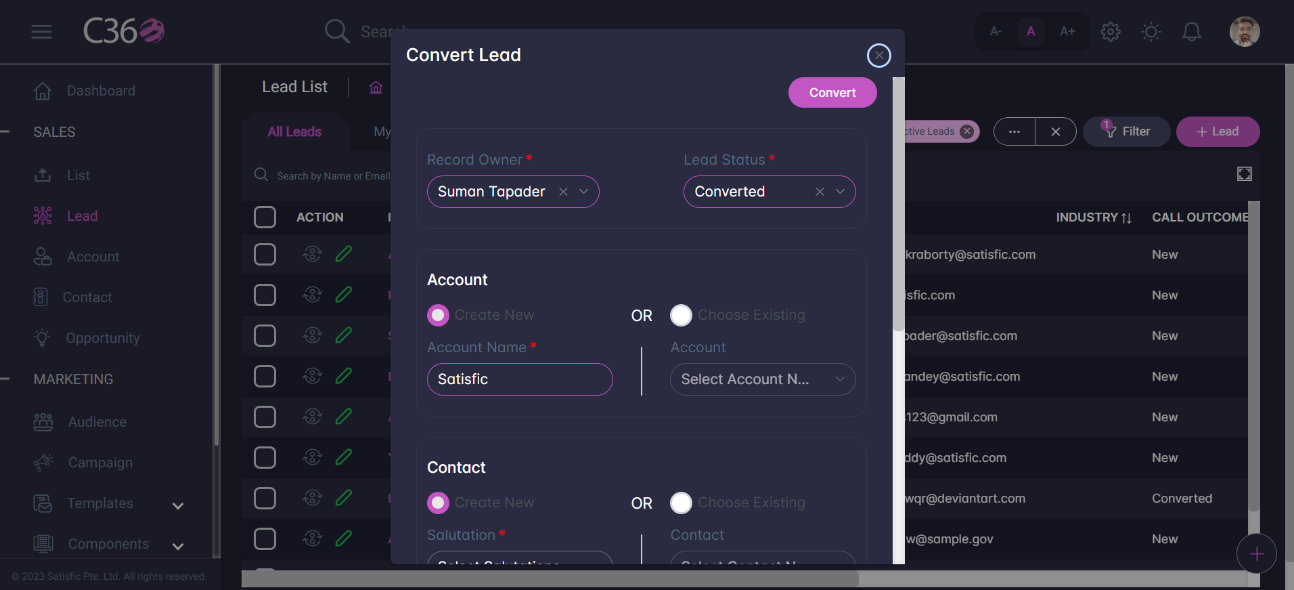 C360
Search
A-
A
A+
Dashboard
SALES
List
Lead
Account
Contact
Opportunity
MARKETING
Audience
Campaign
Templates
Components
© 2023 Satisfic Pte. Ltd. All rights reserved.
Lead List
All Leads
My
Search by Name or Email
ACTION
Convert Lead
Convert
Record Owner *
Lead Status *
Suman Tapader
Converted
Account
Create New
OR
Choose Existing
Account Name *
Account
Satisfic
Select Account N...
Contact
Create New
OR
Choose Existing
Salutation *
Contact
Select Salutations
Select Contact N...
ctive Leads
...
1
Filter
+ Lead
INDUSTRY
CALL OUTCOME
kraborty@satisfic.com
New
isfic.com
New
pader@satisfic.com
New
andey@satisfic.com
New
123@gmail.com
New
ddy@satisfic.com
New
wqr@deviantart.com
Converted
w@sample.gov
New